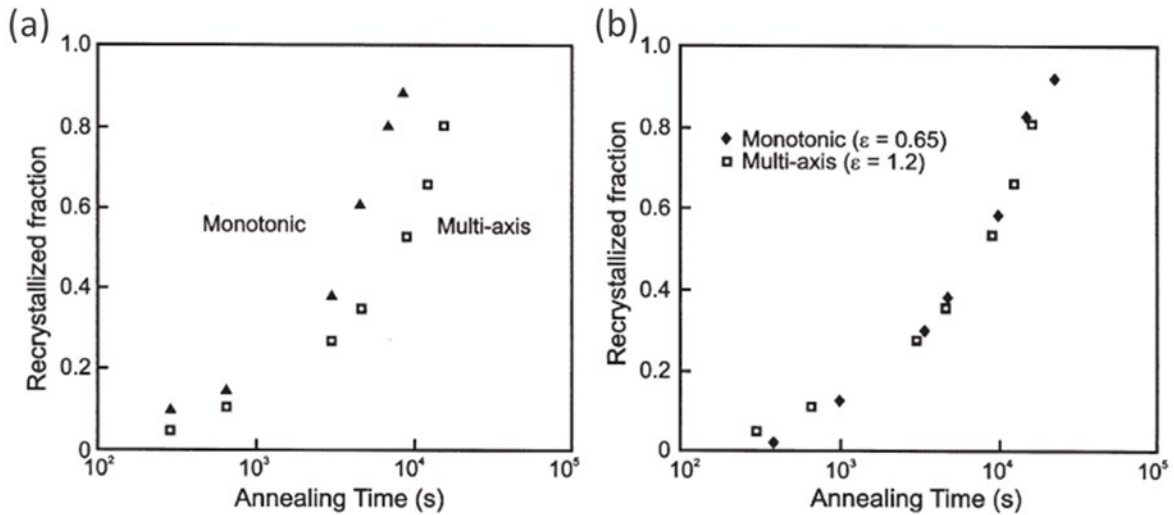 (a)
1.0
0.8
0.6
0.4
0.2
0
Recrystallized fraction
Monotonic
Multi-axis
10² 10³ 10⁴ 10⁵
Annealing Time (s)
(b)
1.0
0.8
0.6
0.4
0.2
0
Recrystallized fraction
Monotonic (ε = 0.65)
Multi-axis (ε = 1.2)
10² 10³ 10⁴ 10⁵
Annealing Time (s)